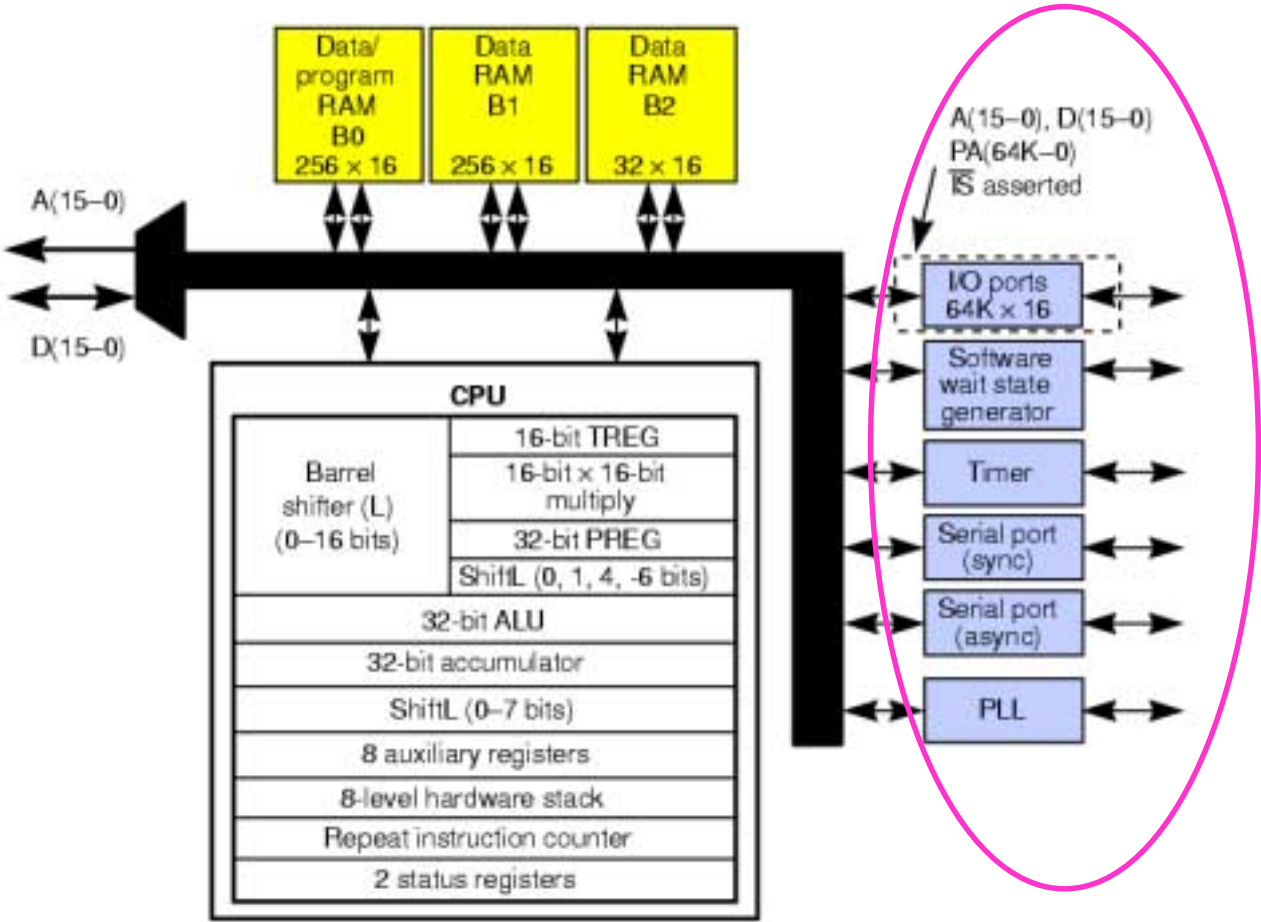 Data/
program
RAM
B0
256 × 16
Data
RAM
B1
256 × 16
Data
RAM
B2
32 × 16
A(15–0)
D(15–0)
A(15–0), D(15–0)
PA(64K–0)
IS asserted
I/O ports
64K × 16
Software
wait state
generator
Timer
Serial port
(sync)
Serial port
(async)
PLL
CPU
Barrel
shifter (L)
(0–16 bits)
16-bit TREG
16-bit × 16-bit
multiply
32-bit PREG
ShiftL (0, 1, 4, -6 bits)
32-bit ALU
32-bit accumulator
ShiftL (0–7 bits)
8 auxiliary registers
8-level hardware stack
Repeat instruction counter
2 status registers